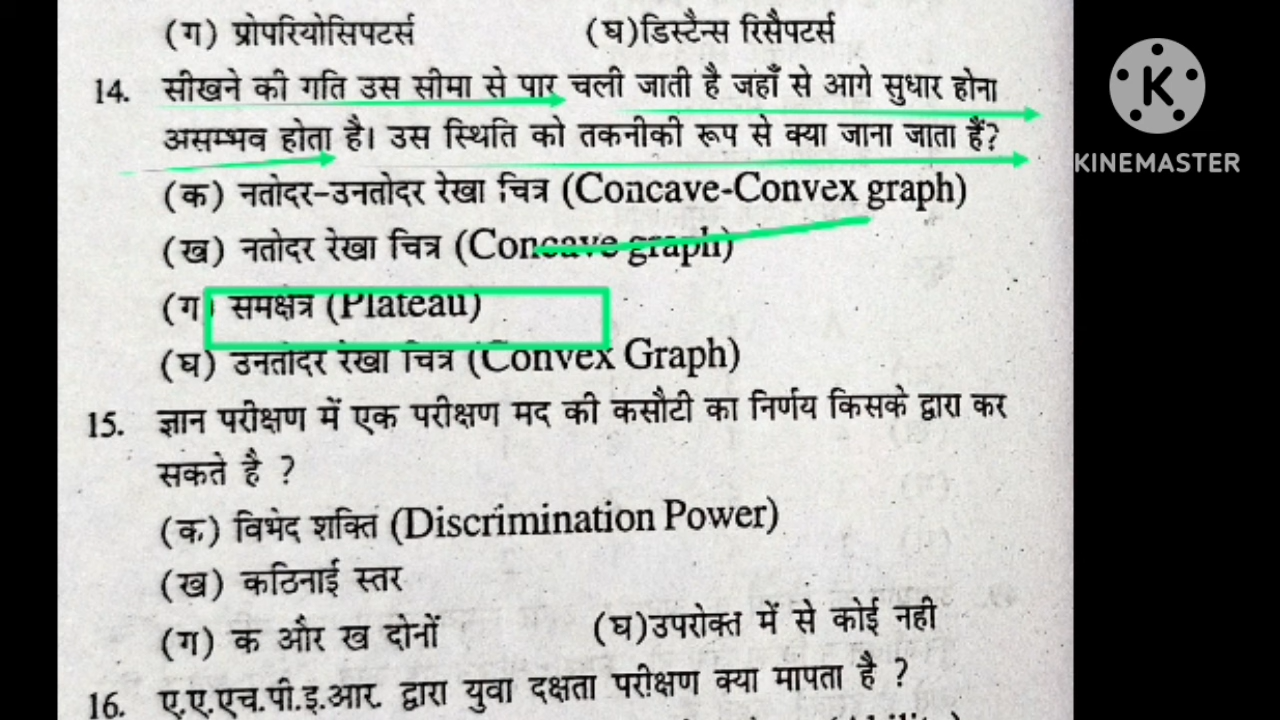 (ग) प्रोपरियोसिपटर्स (घ)डिस्टैन्स रिसैपटर्स
14. सीखने की गति उस सीमा से पार चली जाती है जहाँ से आगे सुधार होना
असम्भव होता है। उस स्थिति को तकनीकी रूप से क्या जाना जाता हैं?
(क) नतोदर-उनतोदर रेखा चित्र (Concave-Convex graph)
(ख) नतोदर रेखा चित्र (Concave graph)
(ग) समक्षेत्र (Plateau)
(घ) उनतोदर रेखा चित्र (Convex Graph)
15. ज्ञान परीक्षण में एक परीक्षण मद की कसौटी का निर्णय किसके द्वारा कर
सकते है ?
(क) विभेद शक्ति (Discrimination Power)
(ख) कठिनाई स्तर
(ग) क और ख दोनों (घ)उपरोक्त में से कोई नही
16. ए.ए.एच.पी.इ.आर. द्वारा युवा दक्षता परीक्षण क्या मापता है ?
K
KINEMASTER